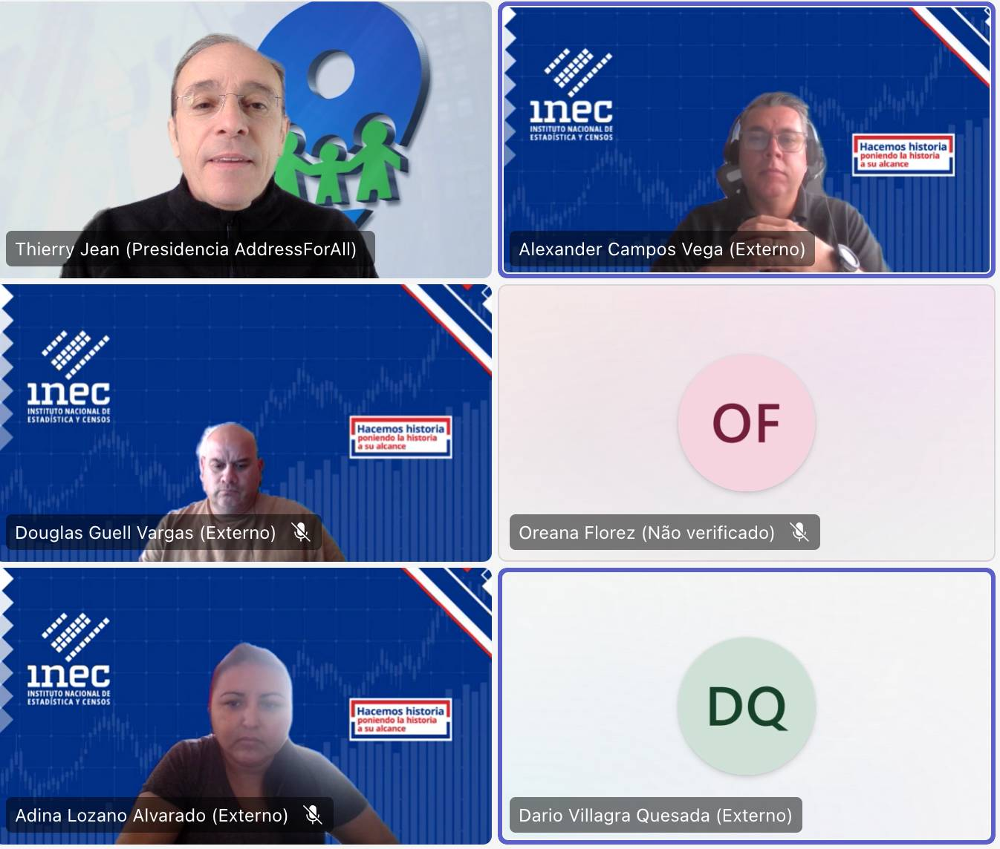 Thierry Jean (Presidencia AddressForAll)
ınec
INSTITUTO NACIONAL DE
ESTADÍSTICA Y CENSOS
Hacemos historia
poniendo la historia
a su alcance
Alexander Campos Vega (Externo)
ınec
INSTITUTO NACIONAL DE
ESTADÍSTICA Y CENSOS
Hacemos historia
poniendo la historia
a su alcance
Douglas Guell Vargas (Externo)
OF
Oreana Florez (Não verificado)
ınec
INSTITUTO NACIONAL DE
ESTADÍSTICA Y CENSOS
Hacemos historia
poniendo la historia
a su alcance
Adina Lozano Alvarado (Externo)
DQ
Dario Villagra Quesada (Externo)